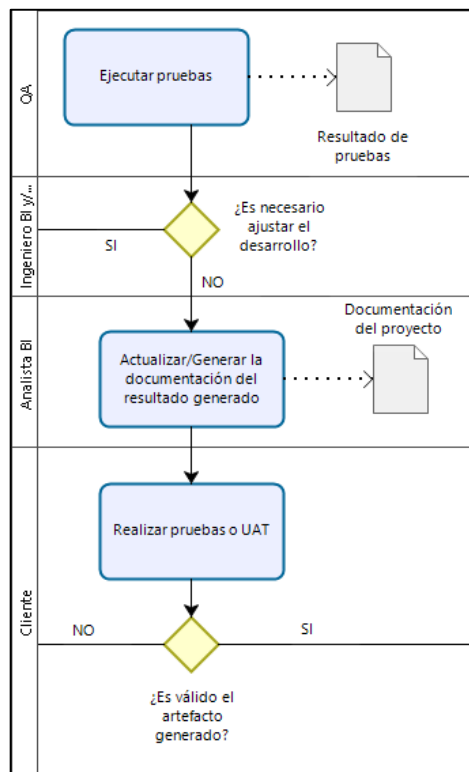 QA
Ejecutar pruebas
Resultado de
pruebas
Ingeniero BI y/...
¿Es necesario
ajustar el
desarrollo?
SI
NO
Analista BI
Documentación
del proyecto
Actualizar/Generar la
documentación del
resultado generado
Cliente
Realizar pruebas o UAT
NO
SI
¿Es válido el
artefacto
generado?